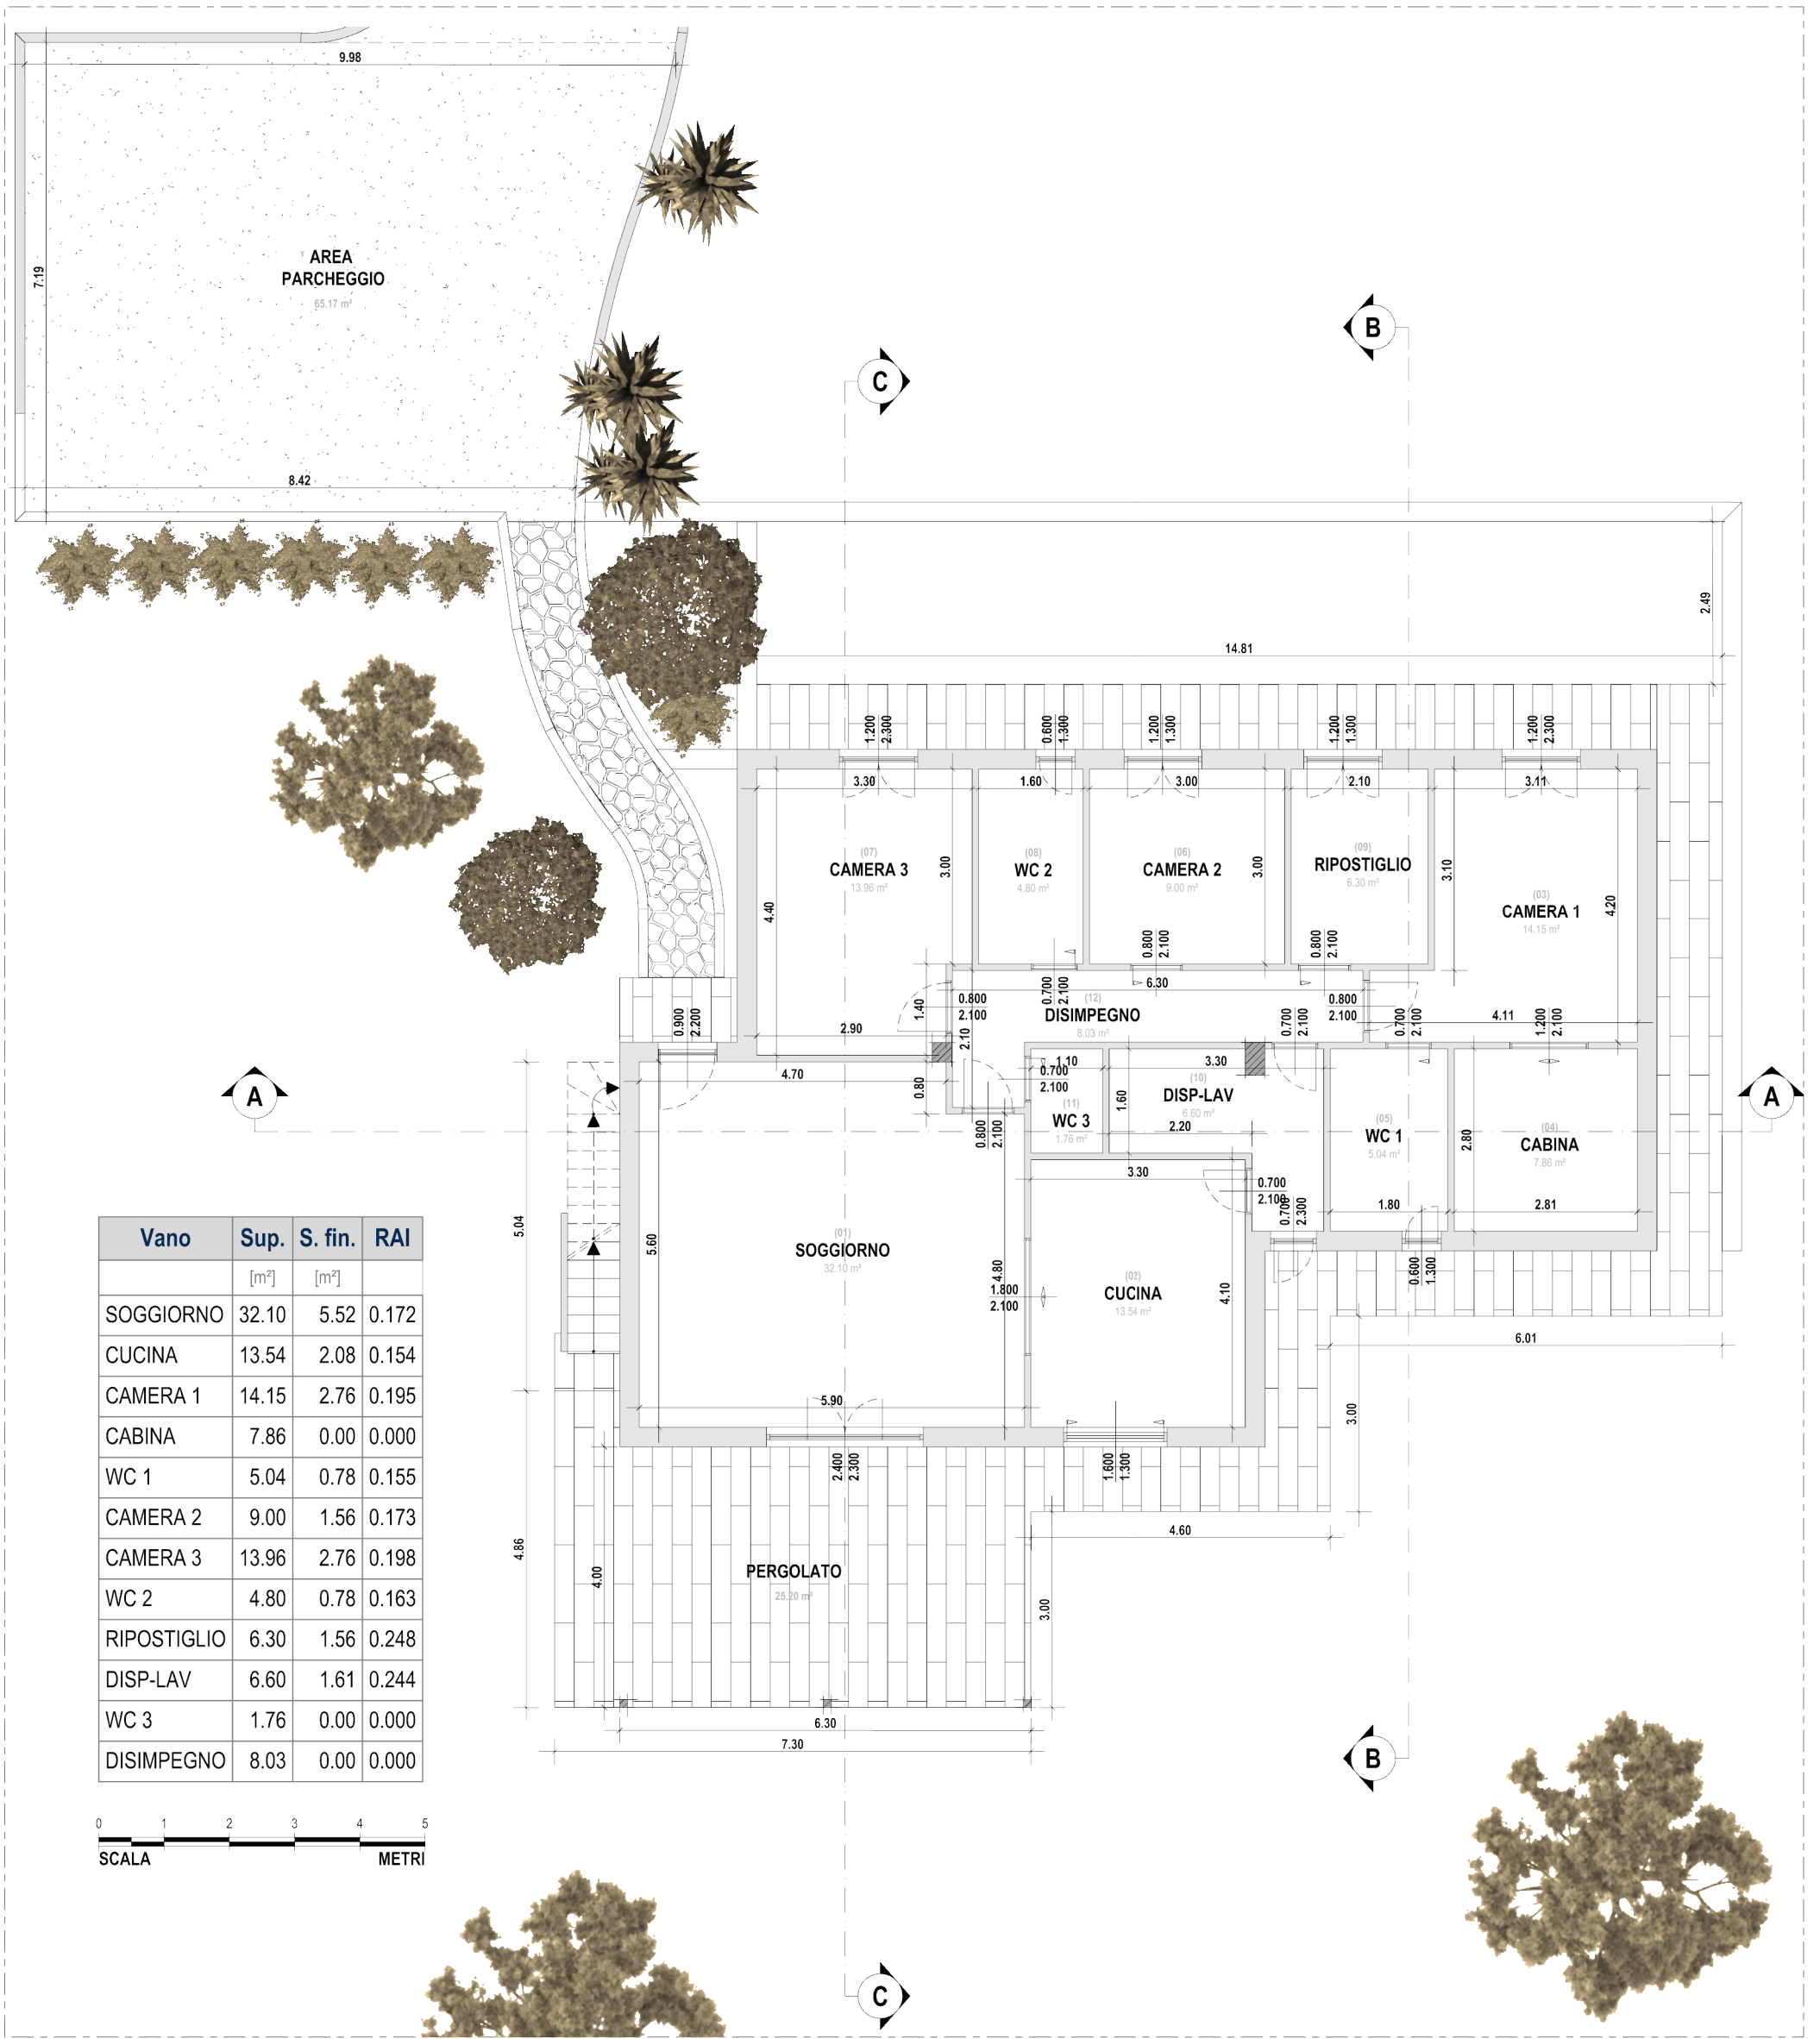 9.98
7.19
AREA
PARCHEGGIO
65.17 m²
8.42
B
C
2.49
14.81
1.200
2.300
0.600
1.300
1.200
1.300
1.200
1.300
1.200
2.300
3.30
1.60
3.00
2.10
3.11
(07)
CAMERA 3
13.96 m²
3.00
4.40
(08)
WC 2
4.80 m²
(06)
CAMERA 2
9.00 m²
3.00
(09)
RIPOSTIGLIO
6.30 m²
3.10
(03)
CAMERA 1
14.15 m²
4.20
0.800
2.100
0.800
2.100
0.700
2.100
6.30
1.40
0.800
2.100
(12)
DISIMPEGNO
8.03 m²
0.800
2.100
0.700
2.100
0.700
2.100
4.11
1.200
2.100
0.900
2.200
2.90
2.10
4.70
0.80
1.10
0.700
2.100
3.30
(11)
WC 3
1.76 m²
1.60
(10)
DISP-LAV
6.60 m²
2.20
A
A
0.800
2.100
(05)
WC 1
5.04 m²
2.80
(04)
CABINA
7.86 m²
3.30
0.700
2.100
0.700
2.300
1.80
2.81
5.04
5.60
(01)
SOGGIORNO
32.10 m²
4.80
1.800
2.100
(02)
CUCINA
13.54 m²
4.10
0.600
1.300
6.01
5.90
3.00
2.400
2.300
1.600
1.300
4.60
4.86
4.00
PERGOLATO
25.20 m²
3.00
6.30
7.30
B
C
Vano Sup. S. fin. RAI
[m²] [m²]
SOGGIORNO 32.10 5.52 0.172
CUCINA 13.54 2.08 0.154
CAMERA 1 14.15 2.76 0.195
CABINA 7.86 0.00 0.000
WC 1 5.04 0.78 0.155
CAMERA 2 9.00 1.56 0.173
CAMERA 3 13.96 2.76 0.198
WC 2 4.80 0.78 0.163
RIPOSTIGLIO 6.30 1.56 0.248
DISP-LAV 6.60 1.61 0.244
WC 3 1.76 0.00 0.000
DISIMPEGNO 8.03 0.00 0.000
0 1 2 3 4 5
SCALA METRI